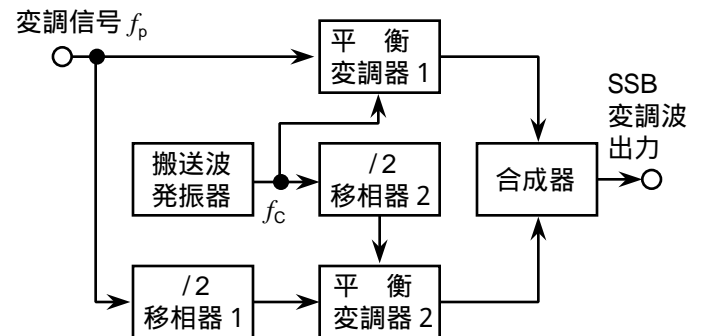 変調信号 fp
平　衡
変調器 1
SSB
変調波
出力
搬送波
発振器
fC
/2
移相器 2
合成器
/2
移相器 1
平　衡
変調器 2